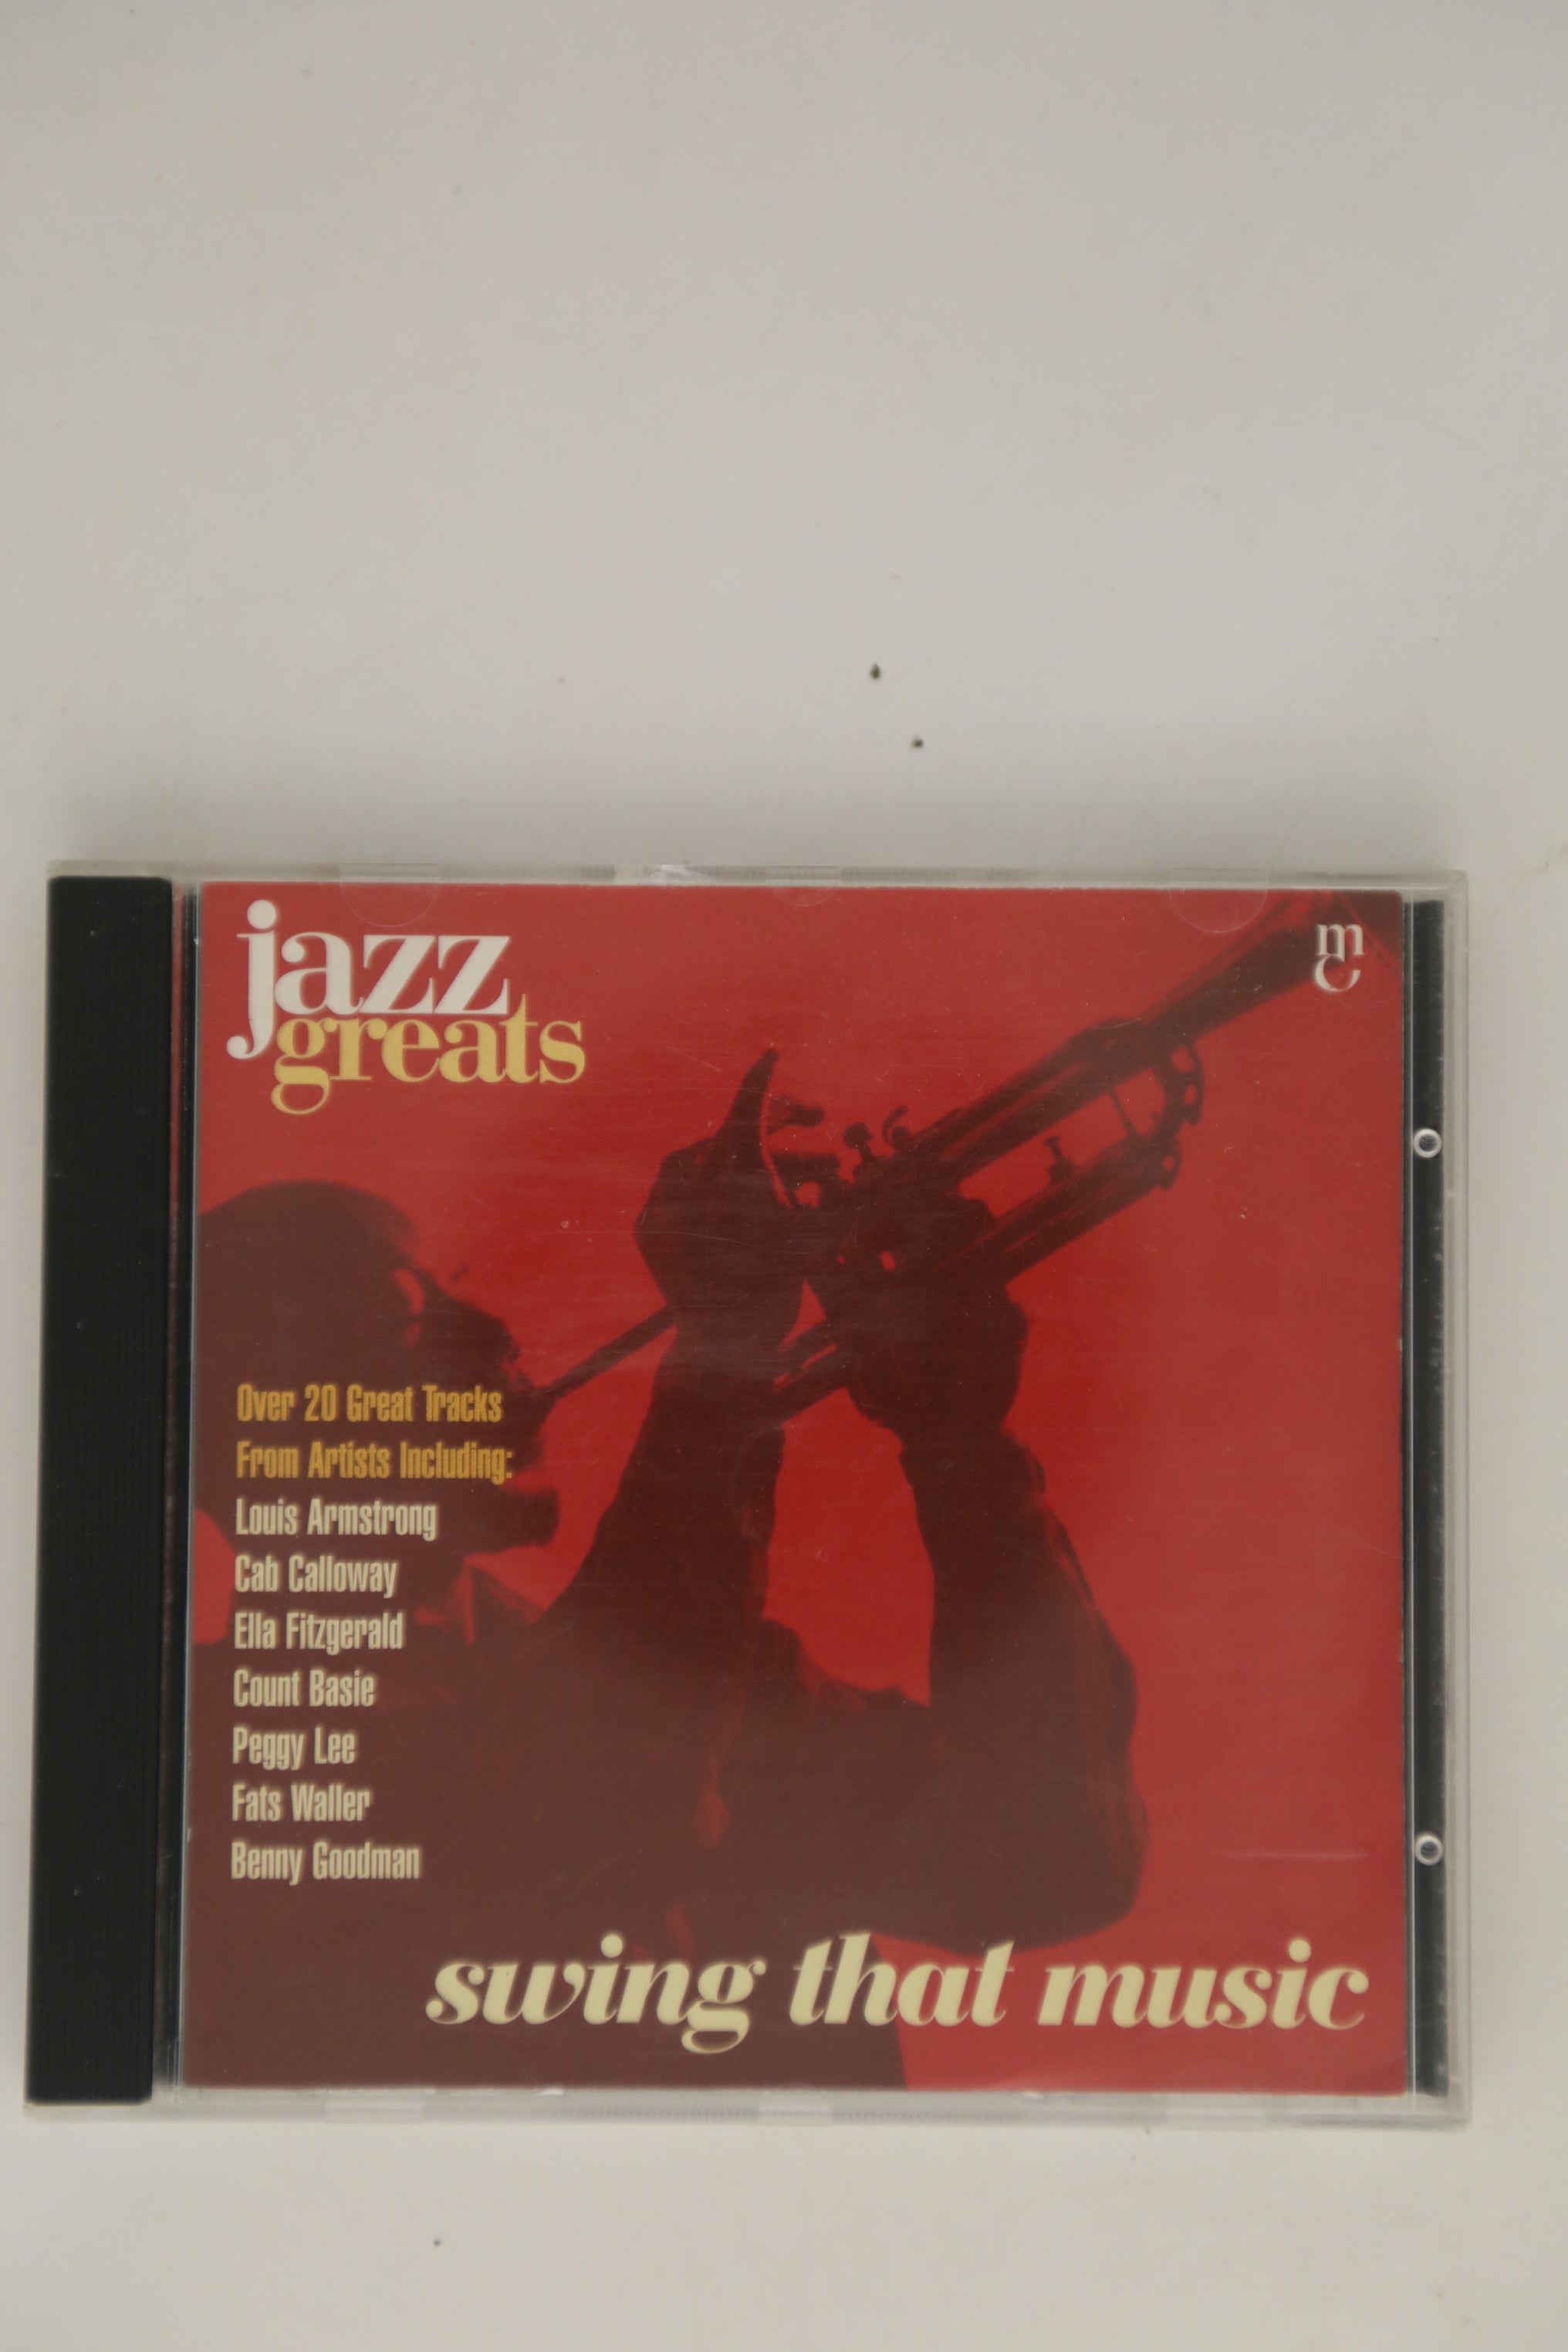 jazz
greats
mc
Over 20 Great Tracks
From Artists Including:
Louis Armstrong
Cab Calloway
Ella Fitzgerald
Count Basie
Peggy Lee
Fats Waller
Benny Goodman
swing that music